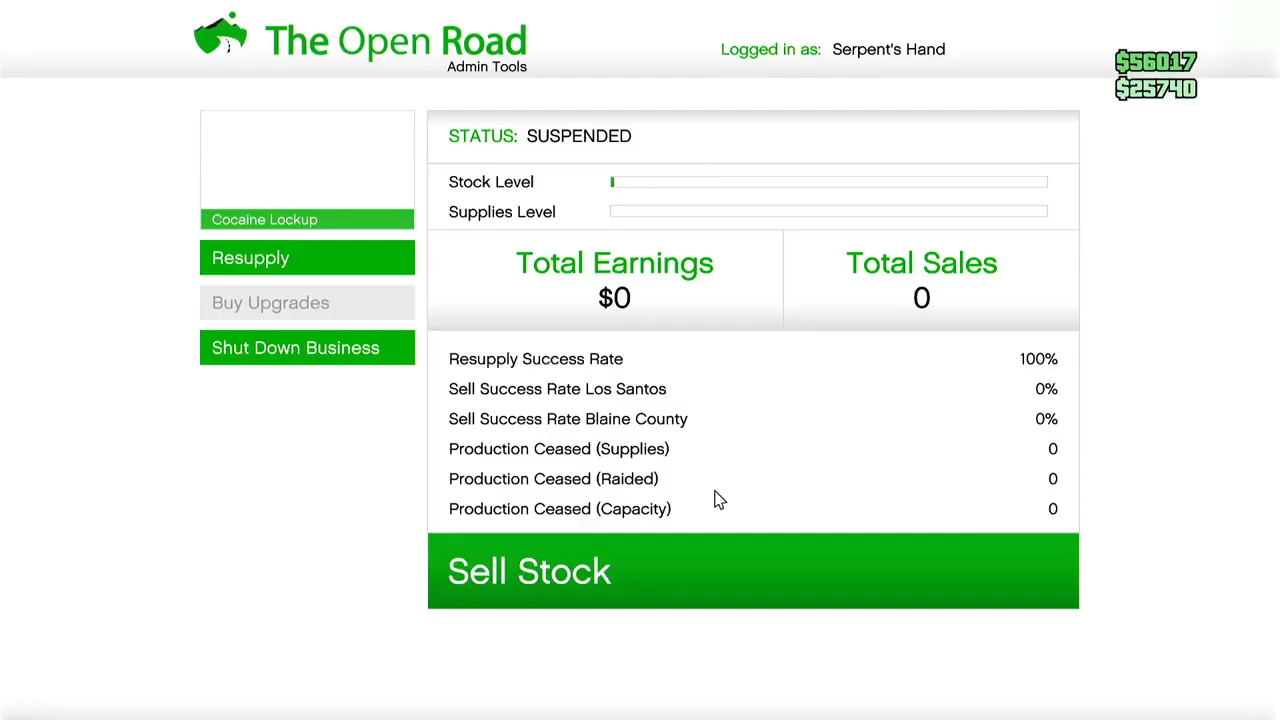 The Open Road
Admin Tools
Logged in as: Serpent's Hand
$56017
$25740
Cocaine Lockup
Resupply
Buy Upgrades
Shut Down Business
STATUS: SUSPENDED
Stock Level
Supplies Level
Total Earnings
$0
Total Sales
0
Resupply Success Rate 100%
Sell Success Rate Los Santos 0%
Sell Success Rate Blaine County 0%
Production Ceased (Supplies) 0
Production Ceased (Raided) 0
Production Ceased (Capacity) 0
Sell Stock